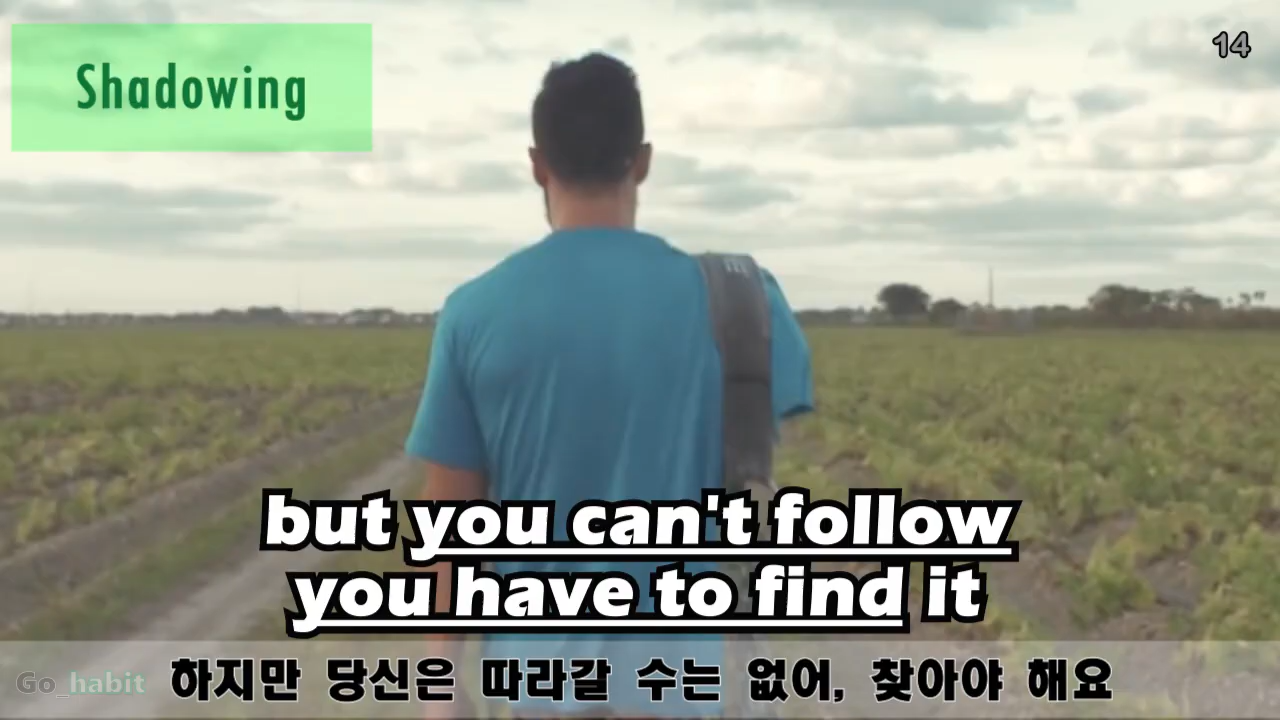 Shadowing
14
but you can't follow
you have to find it
하지만 당신은 따라갈 수는 없어, 찾아야 해요
Go_habit